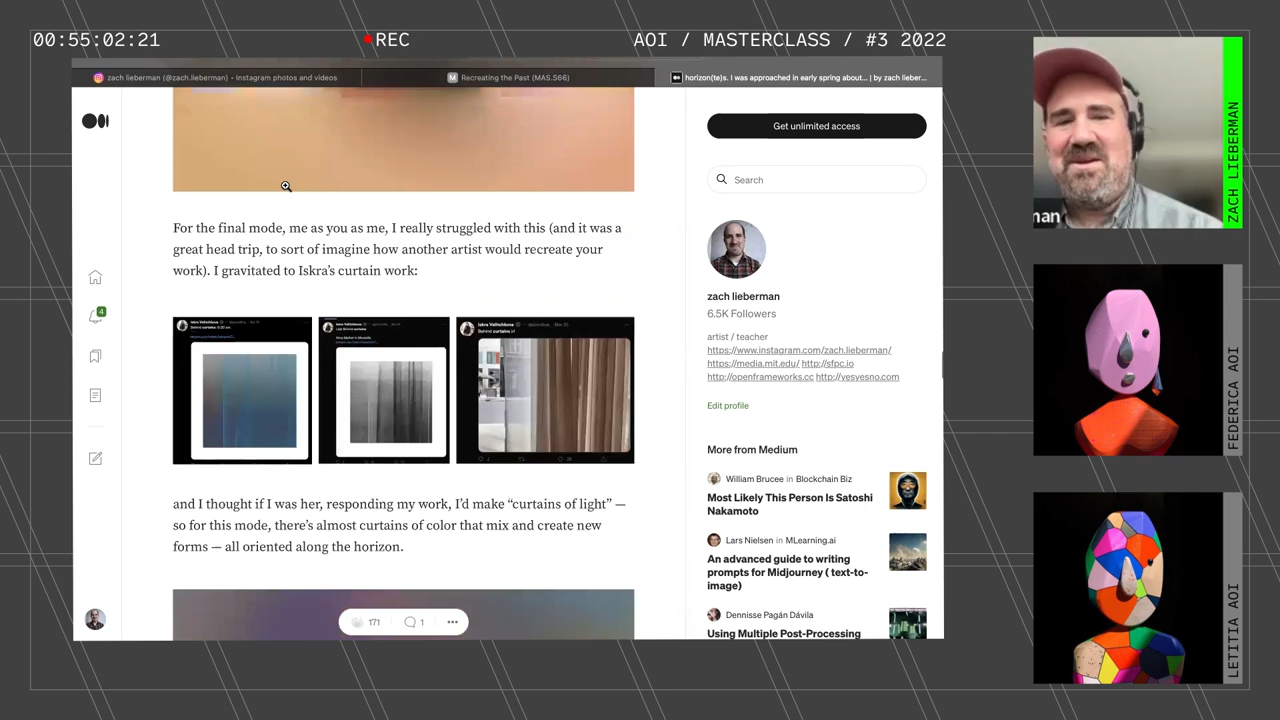 00:55:02:21
REC
AOI / MASTERCLASS / #3 2022
zach lieberman (@zach.lieberman) • Instagram photos and videos
M Recreating the Past (MAS.S66)
horizon(te)s. I was approached in early spring about... | by zach lieber...
Get unlimited access
Search
For the final mode, me as you as me, I really struggled with this (and it was a
great head trip, to sort of imagine how another artist would recreate your
work). I gravitated to Iskra's curtain work:
Iskra Velitchkova
Behind curtains
and I thought if I was her, responding my work, I'd make “curtains of light” —
so for this mode, there's almost curtains of color that mix and create new
forms — all oriented along the horizon.
171
1
4
zach lieberman
6.5K Followers
artist / teacher
https://www.instagram.com/zach.lieberman/
https://media.mit.edu/ http://sfpc.io
http://openframeworks.cc http://yesyesno.com
Edit profile
More from Medium
William Brucee in Blockchain Biz
Most Likely This Person Is Satoshi
Nakamoto
Lars Nielsen in MLearning.ai
An advanced guide to writing
prompts for Midjourney ( text-to-
image)
Dennisse Pagán Dávila
Using Multiple Post-Processing
man
ZACH LIEBERMAN
FEDERICA AOI
LETITIA AOI